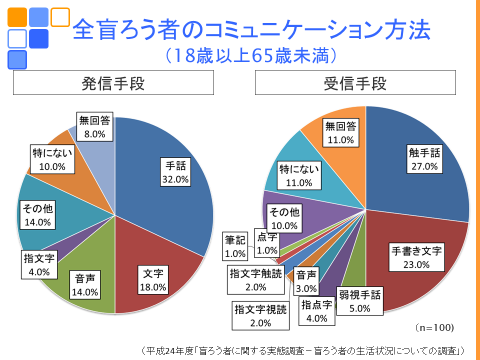 全盲ろう者のコミュニケーション方法
（18歳以上65歳未満）
発信手段
受信手段
手話
32.0%
文字
18.0%
音声
14.0%
指文字
4.0%
その他
14.0%
特にない
10.0%
無回答
8.0%
触手話
27.0%
手書き文字
23.0%
弱視手話
5.0%
指点字
4.0%
音声
3.0%
指文字視読
2.0%
指文字触読
2.0%
筆記
1.0%
点字
1.0%
その他
10.0%
特にない
11.0%
無回答
11.0%
（n=100）
（平成24年度「盲ろう者に関する実態調査－盲ろう者の生活状況についての調査」）